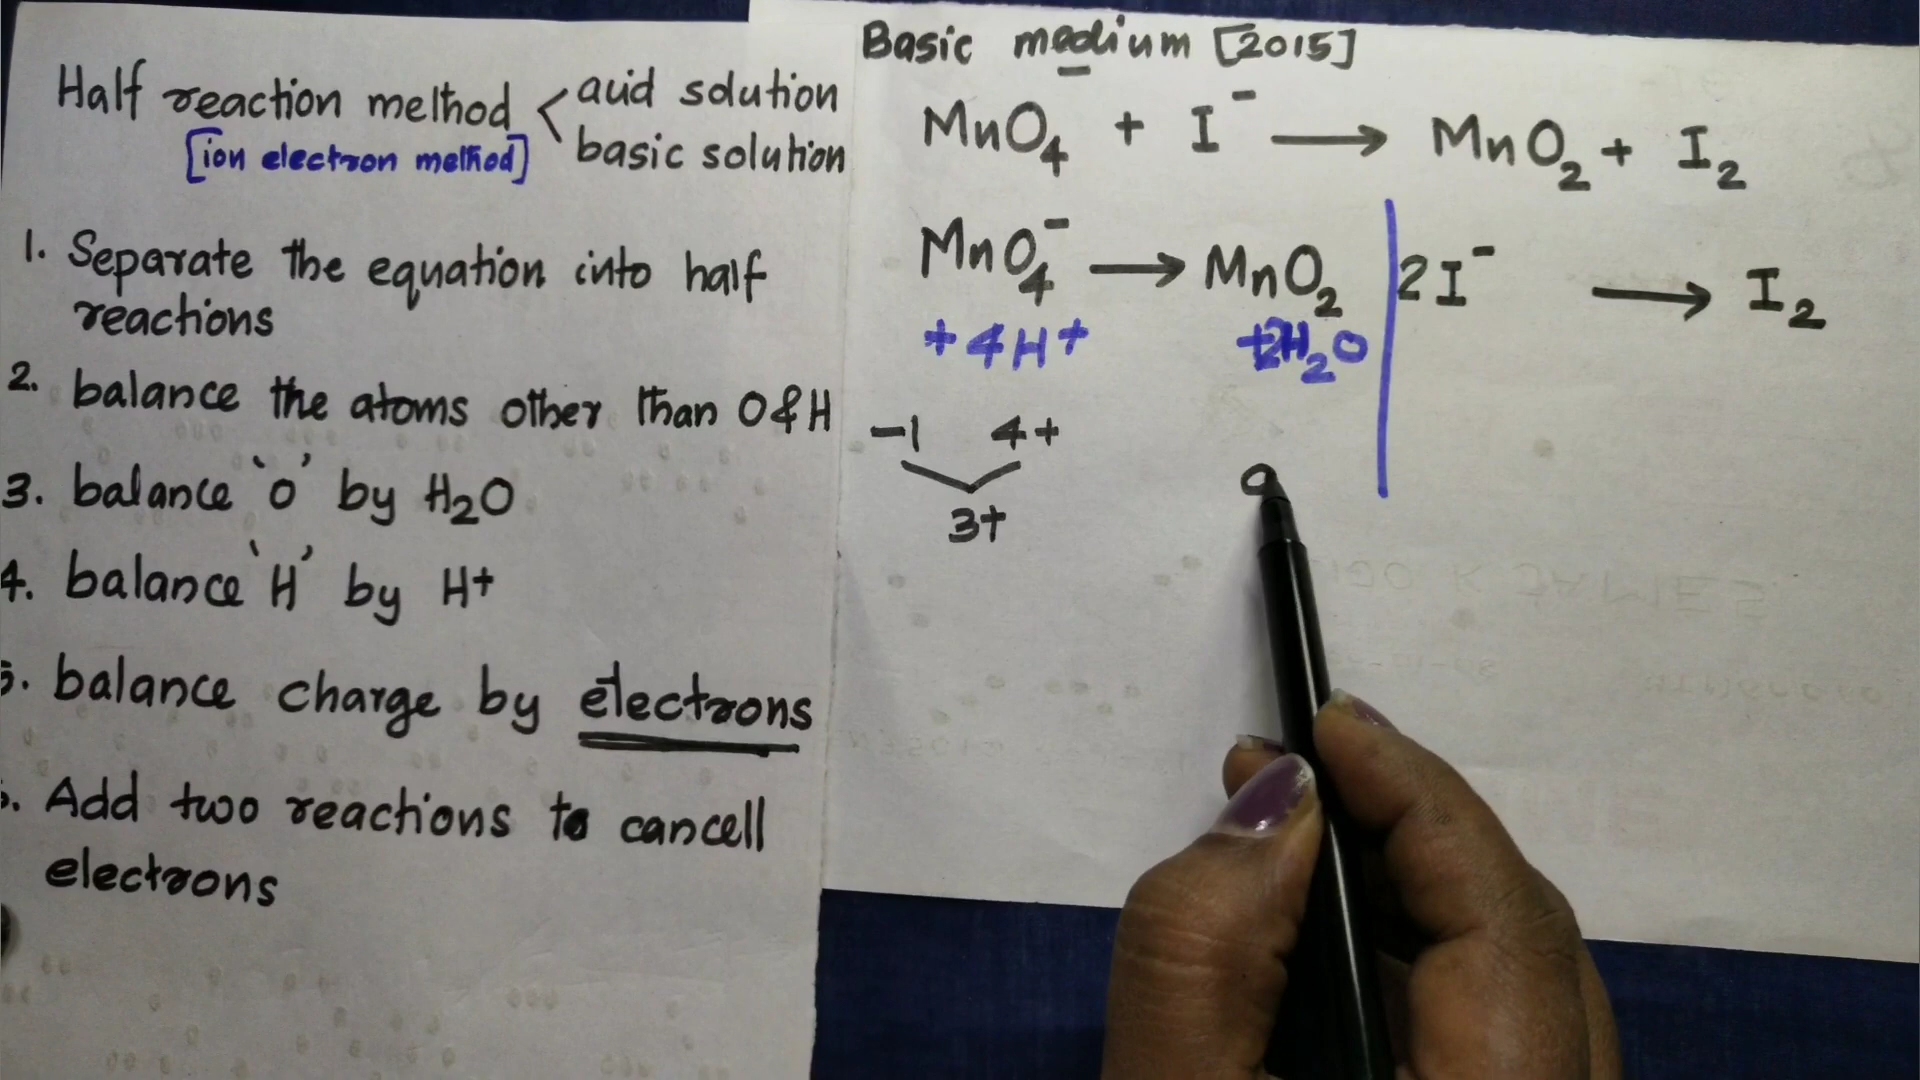 Half reaction method < acid solution
basic solution
[ion electron method]
1. Separate the equation into half
reactions
2. balance the atoms other than O & H
3. balance 'O' by H₂O
4. balance 'H' by H+
5. balance charge by electrons
. Add two reactions to cancell
electrons
Basic medium [2015]
MnO₄⁻ + I⁻ → MnO₂ + I₂
MnO₄⁻ → MnO₂ | 2I⁻ → I₂
+4H+ +2H₂O
-1 4+ 0
3+